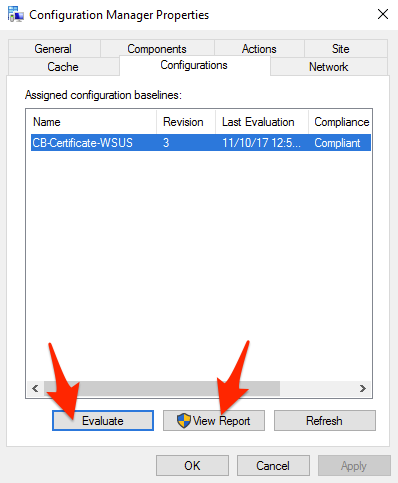 Configuration Manager Properties
General Components Actions Site
Cache Configurations Network
Assigned configuration baselines:
Name Revision Last Evaluation Compliance
CB-Certificate-WSUS 3 11/10/17 12:5... Compliant
Evaluate View Report Refresh
OK Cancel Apply